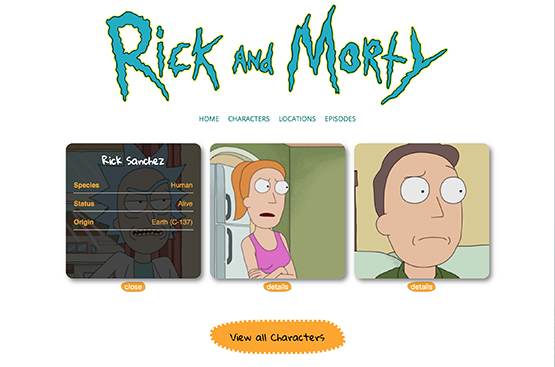 Rick and Morty
HOME CHARACTERS LOCATIONS EPISODES
Rick Sanchez
Species Human
Status Alive
Origin Earth (C-137)
close details details
View all Characters